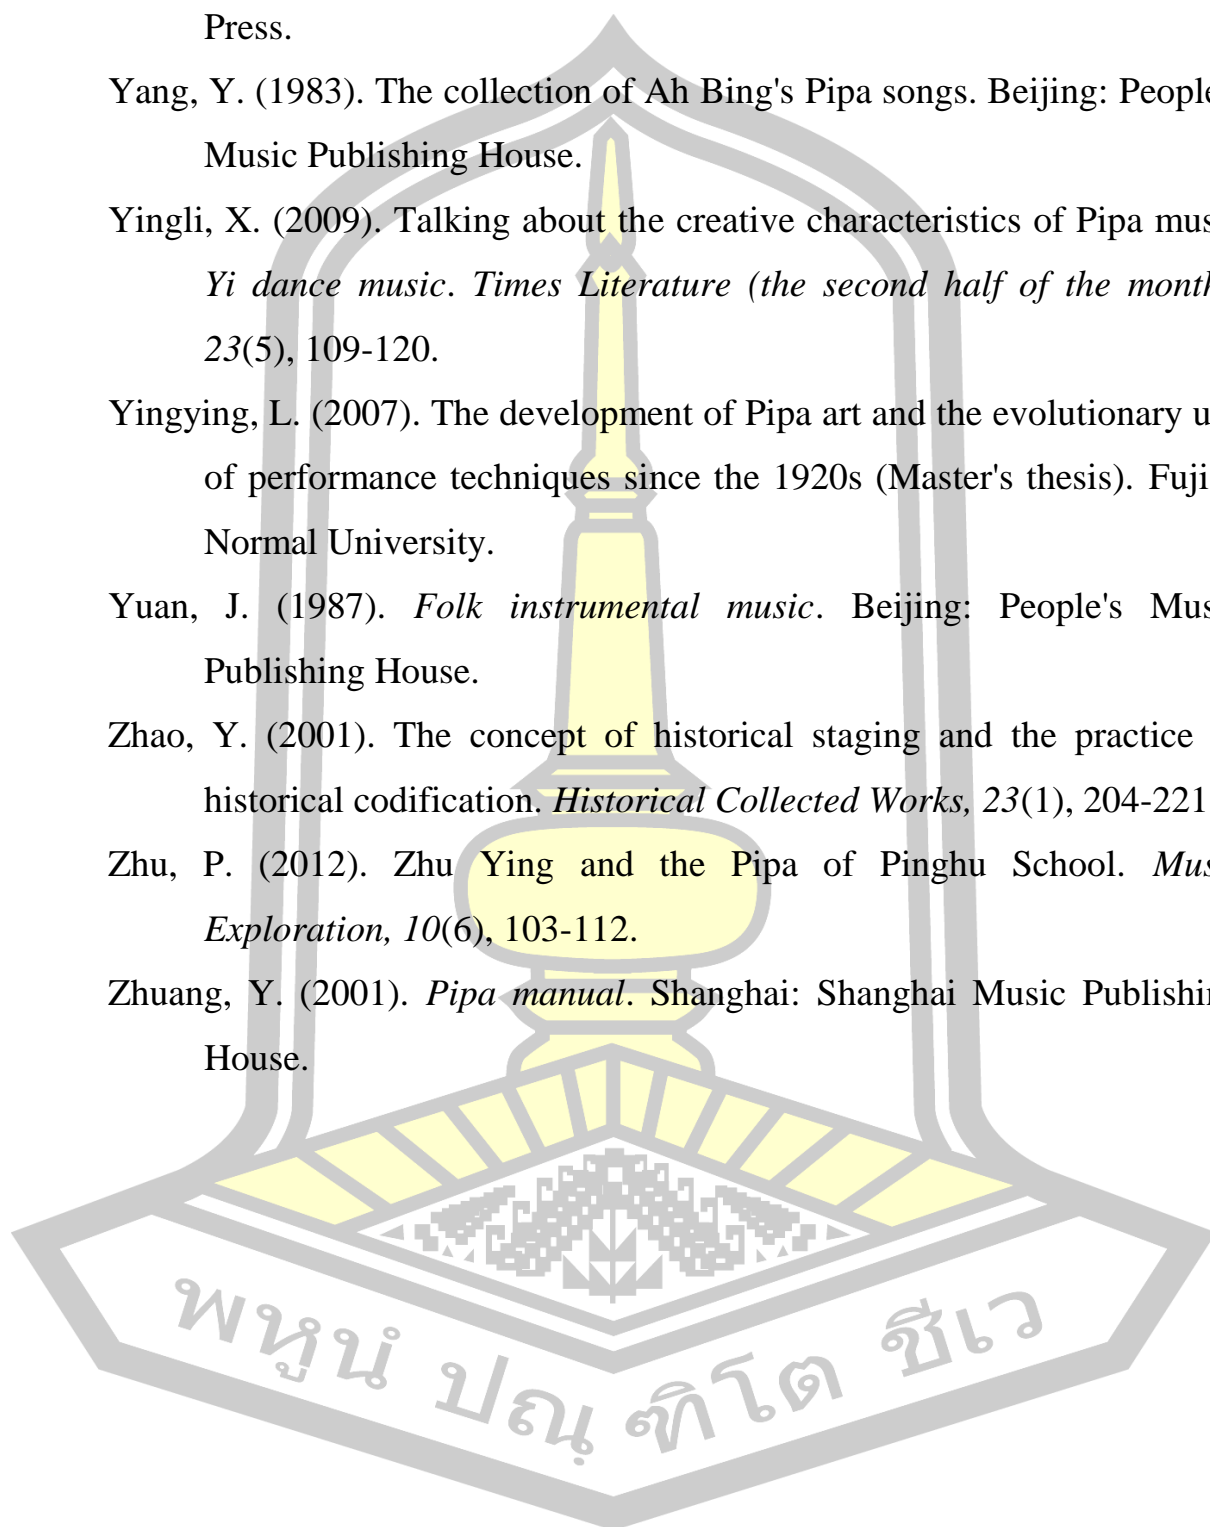 Press.
Yang, Y. (1983). The collection of Ah Bing's Pipa songs. Beijing: People
Music Publishing House.
Yingli, X. (2009). Talking about the creative characteristics of Pipa mus
Yi dance music. Times Literature (the second half of the month
23(5), 109-120.
Yingying, L. (2007). The development of Pipa art and the evolutionary u
of performance techniques since the 1920s (Master's thesis). Fuji
Normal University.
Yuan, J. (1987). Folk instrumental music. Beijing: People's Mus
Publishing House.
Zhao, Y. (2001). The concept of historical staging and the practice
historical codification. Historical Collected Works, 23(1), 204-221
Zhu, P. (2012). Zhu Ying and the Pipa of Pinghu School. Mus
Exploration, 10(6), 103-112.
Zhuang, Y. (2001). Pipa manual. Shanghai: Shanghai Music Publishin
House.
พหูนํ ปณฺฑิโต ชีเว